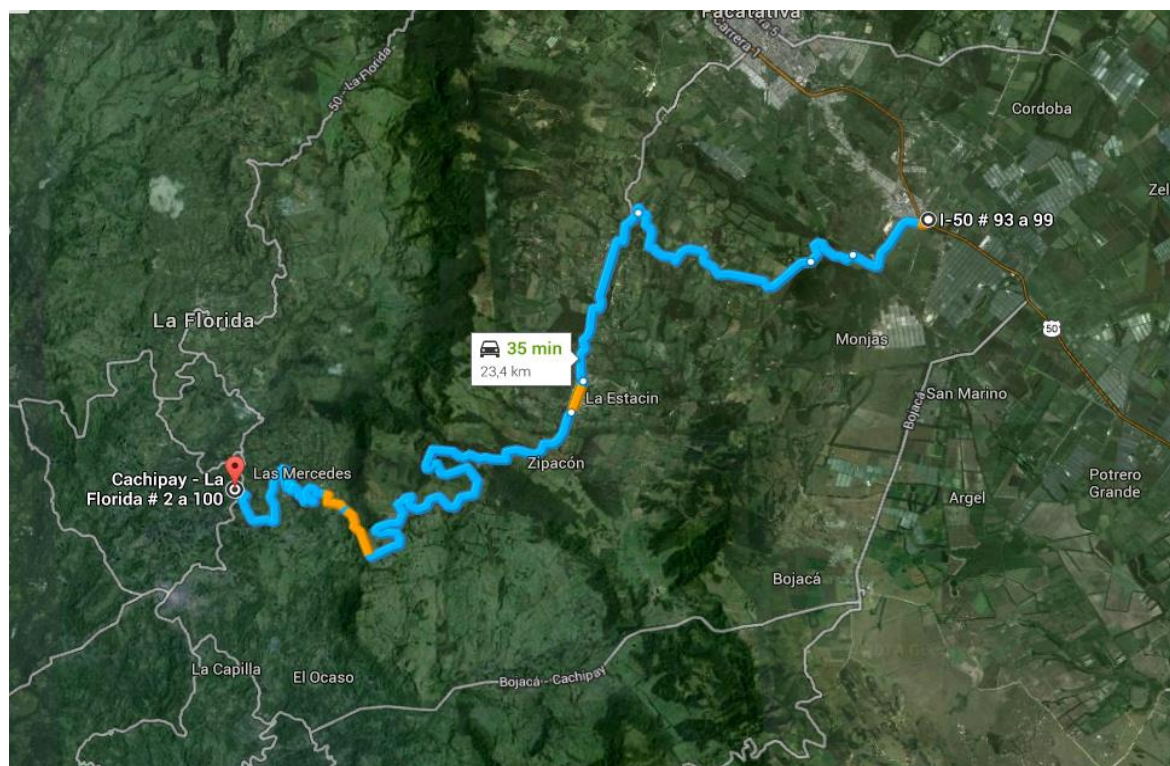 Facatativa
Carrera 5
Carrera 1
50 - La Florida
Cordoba
Zel
I-50 # 93 a 99
La Florida
35 min
23,4 km
Monjas
50
La Estacin
San Marino
Bojacá
Zipacón
Las Mercedes
Cachipay - La
Florida # 2 a 100
Potrero
Grande
Argel
Bojacá
La Capilla
El Ocaso
Bojacá - Cachipay